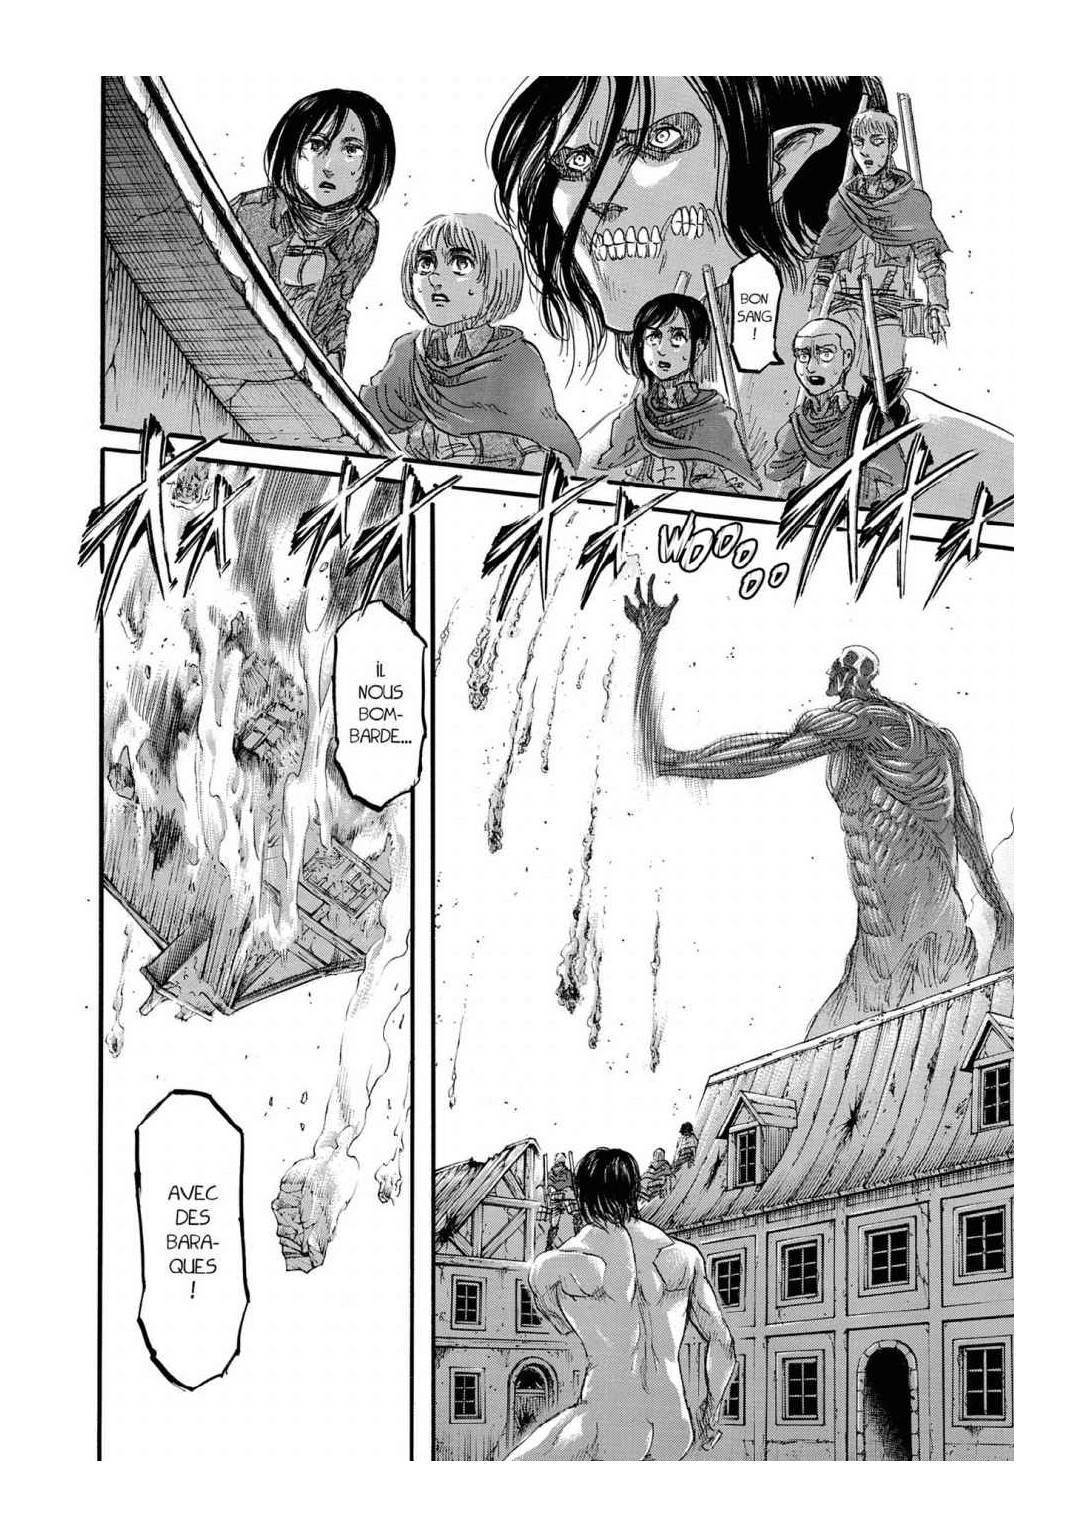 BON
SANG
!
WOOO
OO
IL
NOUS
BOM-
BARDE...
AVEC
DES
BARA-
QUES
!